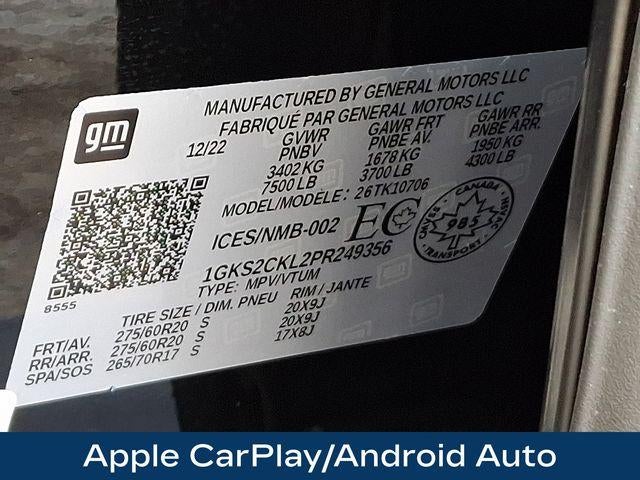 MANUFACTURED BY GENERAL MOTORS LLC
FABRIQUÉ PAR GENERAL MOTORS LLC
gm
12/22 GVWR GAWR FRT GAWR RR
PNBV PNBE AV. PNBE ARR.
3402 KG 1678 KG 1950 KG
7500 LB 3700 LB 4300 LB
MODEL/MODÈLE: 26TK10706
ICES/NMB-002 EC
CANADA
985
TRANSPORT
1GKS2CKL2PR249356
TYPE: MPV/VTUM
8555
TIRE SIZE / DIM. PNEU RIM / JANTE
FRT/AV. 275/60R20 S 20X9J
RR/ARR. 275/60R20 S 20X9J
SPA/SOS 265/70R17 S 17X8J
Apple CarPlay/Android Auto